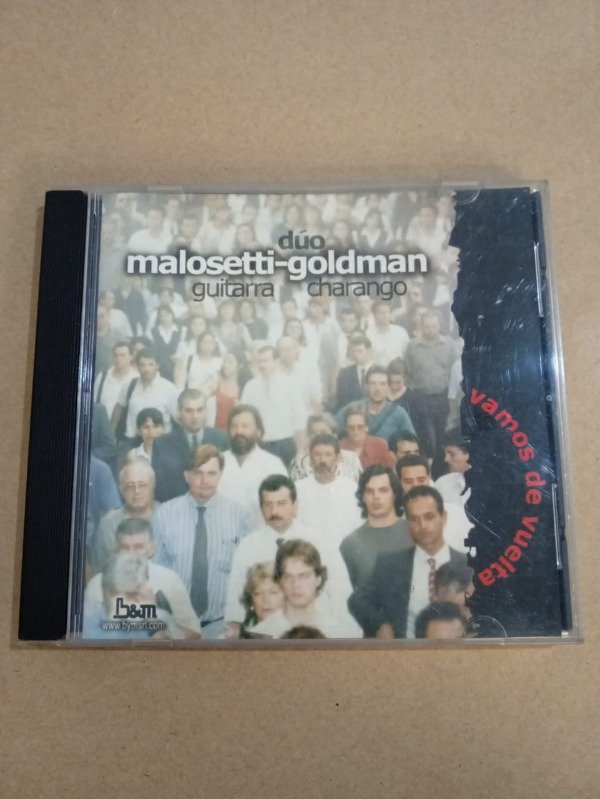 dúo
malosetti-goldman
guitarra charango
vamos de vuelta
b&m